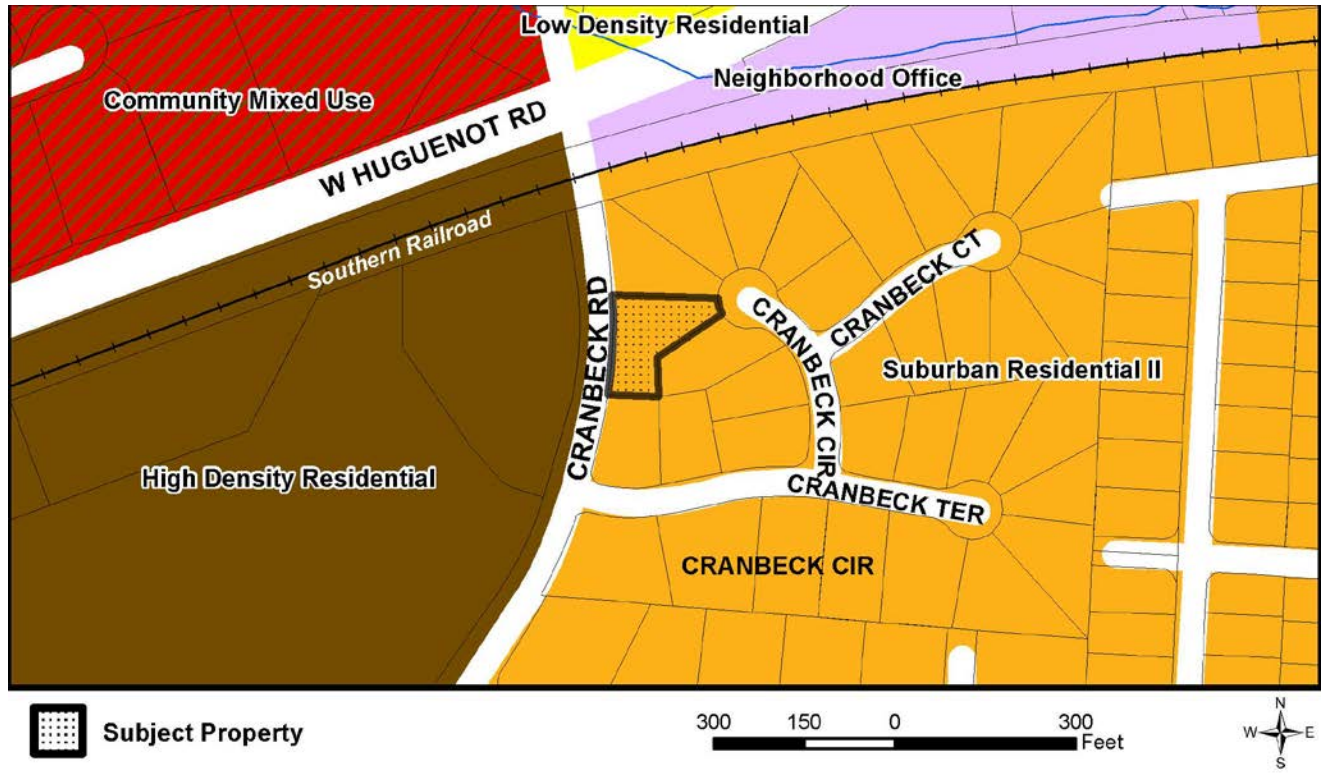 Low Density Residential
Neighborhood Office
Community Mixed Use
W HUGUENOT RD
Southern Railroad
CRANBECK RD
CRANBECK CT
CRANBECK CIR
Suburban Residential II
High Density Residential
CRANBECK TER
CRANBECK CIR
Subject Property
300 150 0 300
Feet
N
W E
S